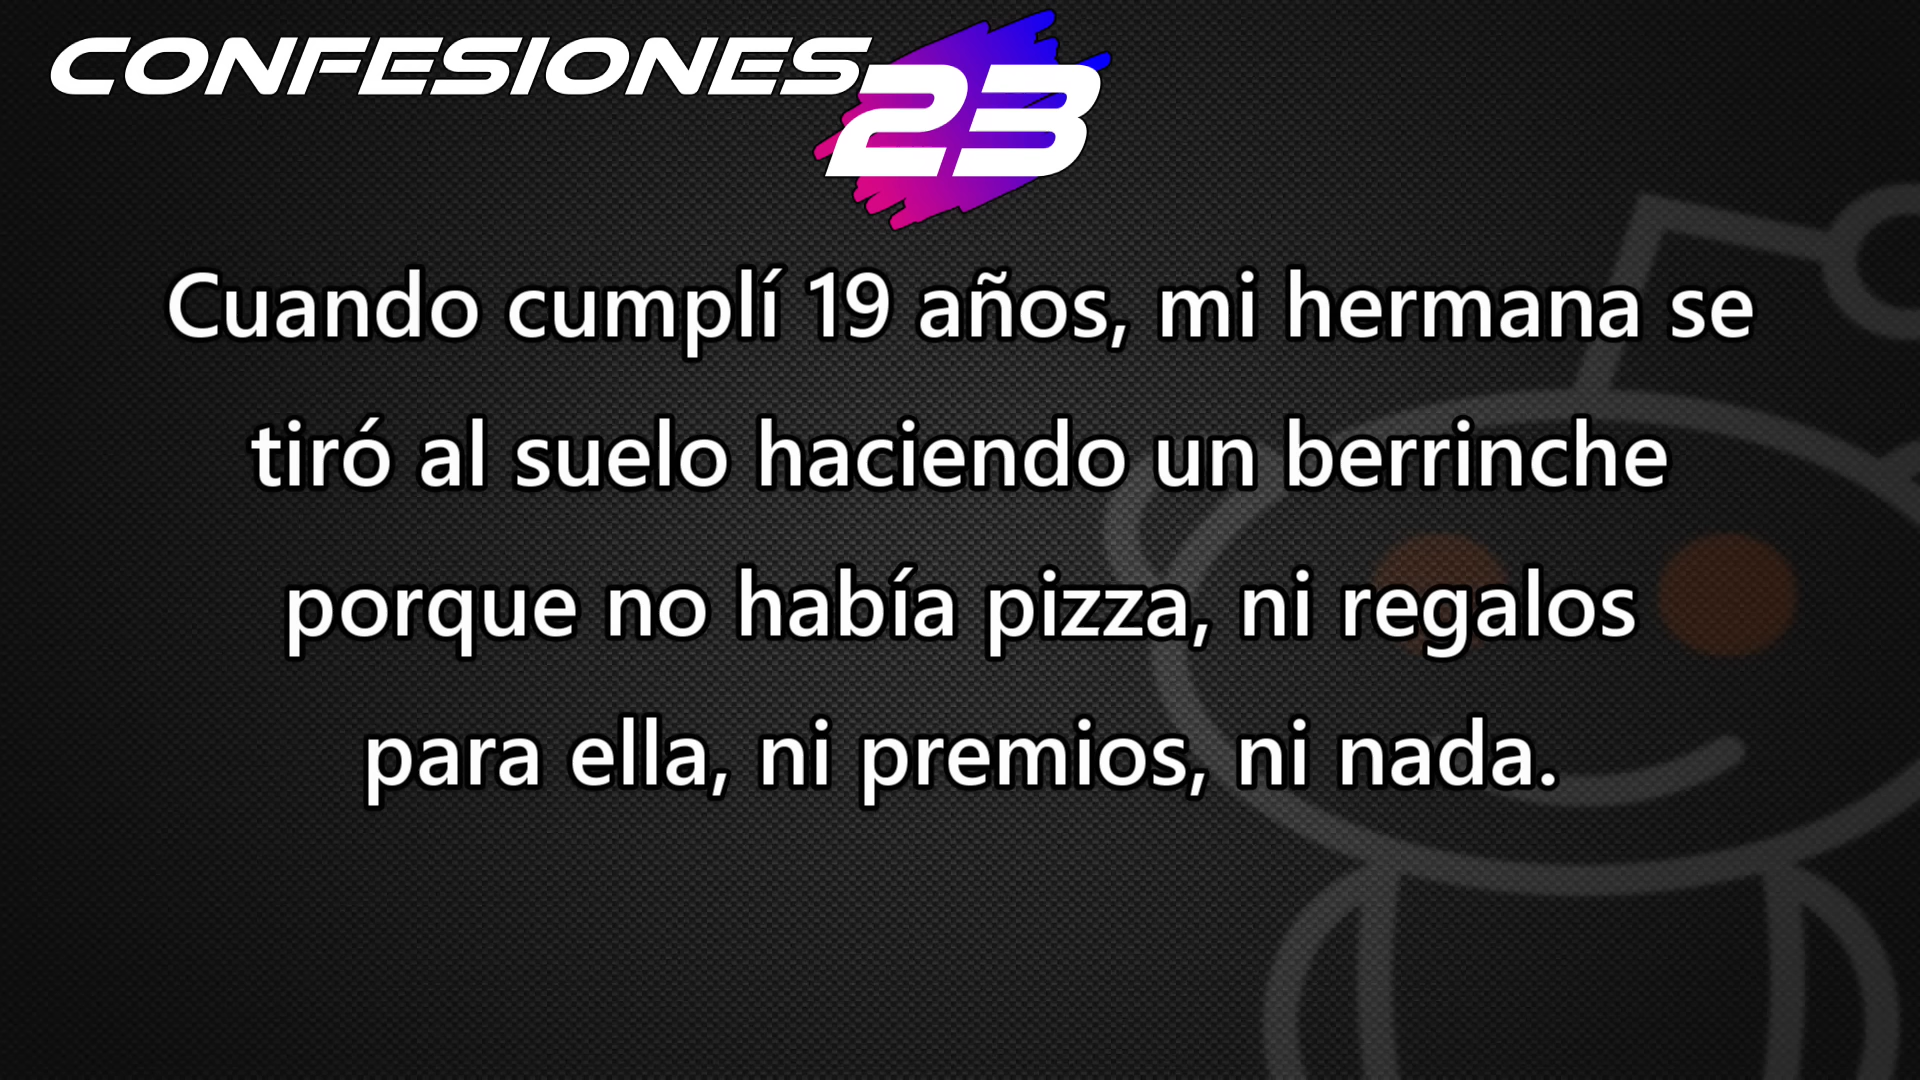 CONFESIONES
23
Cuando cumplí 19 años, mi hermana se
tiró al suelo haciendo un berrinche
porque no había pizza, ni regalos
para ella, ni premios, ni nada.